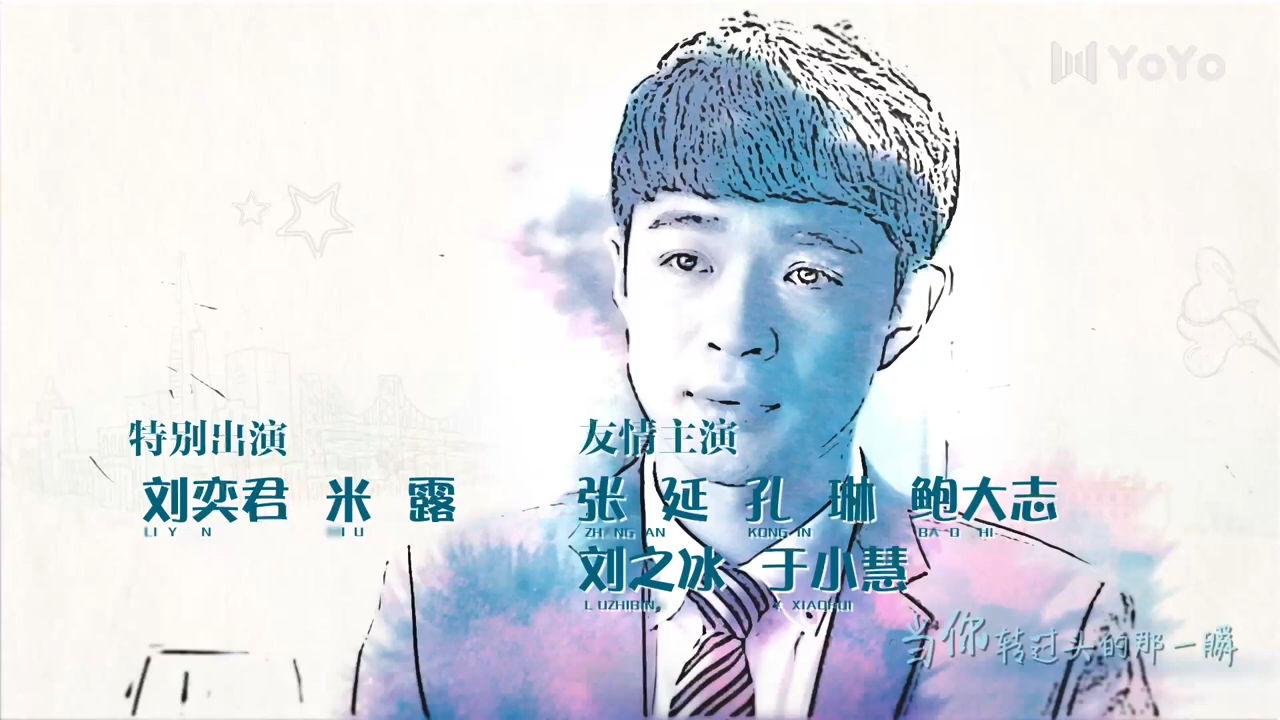 YoYo
特别出演
刘奕君 米 露
友情主演
张 延 孔 琳 鲍大志
刘之冰 于小慧
当你转过头的那一瞬